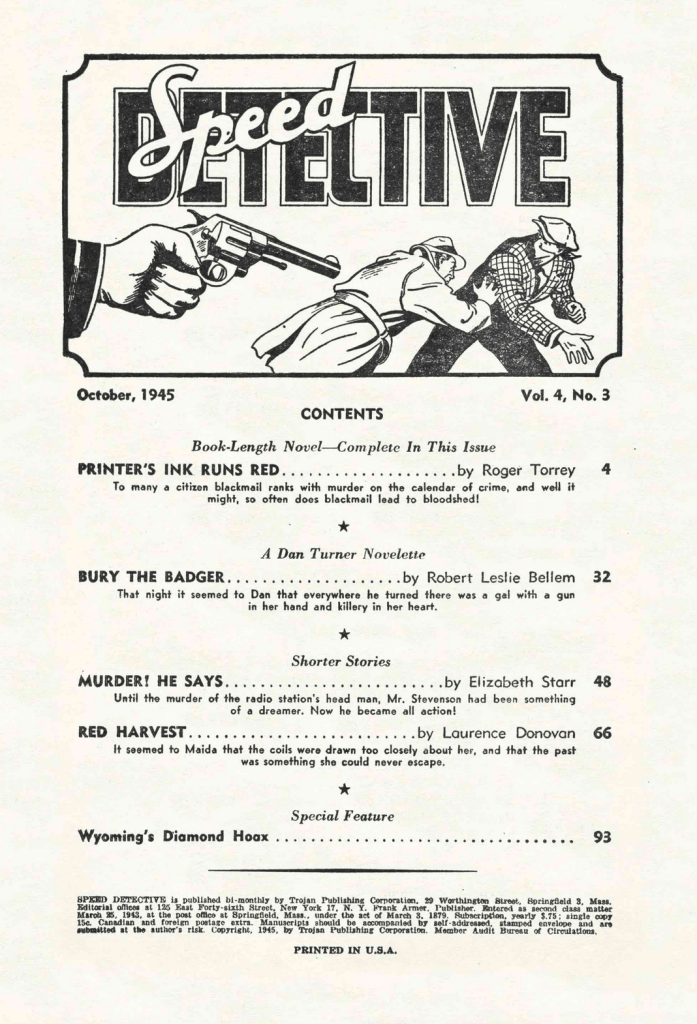 Speed
DETECTIVE
October, 1945 Vol. 4, No. 3
CONTENTS
Book-Length Novel—Complete In This Issue
PRINTER'S INK RUNS RED....................by Roger Torrey 4
To many a citizen blackmail ranks with murder on the calendar of crime, and well it
might, so often does blackmail lead to bloodshed!
★
A Dan Turner Novelette
BURY THE BADGER....................by Robert Leslie Bellem 32
That night it seemed to Dan that everywhere he turned there was a gal with a gun
in her hand and killery in her heart.
★
Shorter Stories
MURDER! HE SAYS.........................by Elizabeth Starr 48
Until the murder of the radio station's head man, Mr. Stevenson had been something
of a dreamer. Now he became all action!
RED HARVEST..........................by Laurence Donovan 66
It seemed to Maida that the coils were drawn too closely about her, and that the past
was something she could never escape.
★
Special Feature
Wyoming's Diamond Hoax .................................. 93
SPEED DETECTIVE is published bi-monthly by Trojan Publishing Corporation, 29 Worthington Street, Springfield 3, Mass.
Editorial offices at 125 East Forty-sixth Street, New York 17, N. Y. Frank Armer, Publisher. Entered as second class matter
March 25, 1943, at the post office at Springfield, Mass., under the act of March 3, 1879. Subscription, yearly $.75; single copy
15c. Canadian and foreign postage extra. Manuscripts should be accompanied by self-addressed, stamped envelope and are
submitted at the author's risk. Copyright, 1945, by Trojan Publishing Corporation. Member Audit Bureau of Circulations.
PRINTED IN U.S.A.